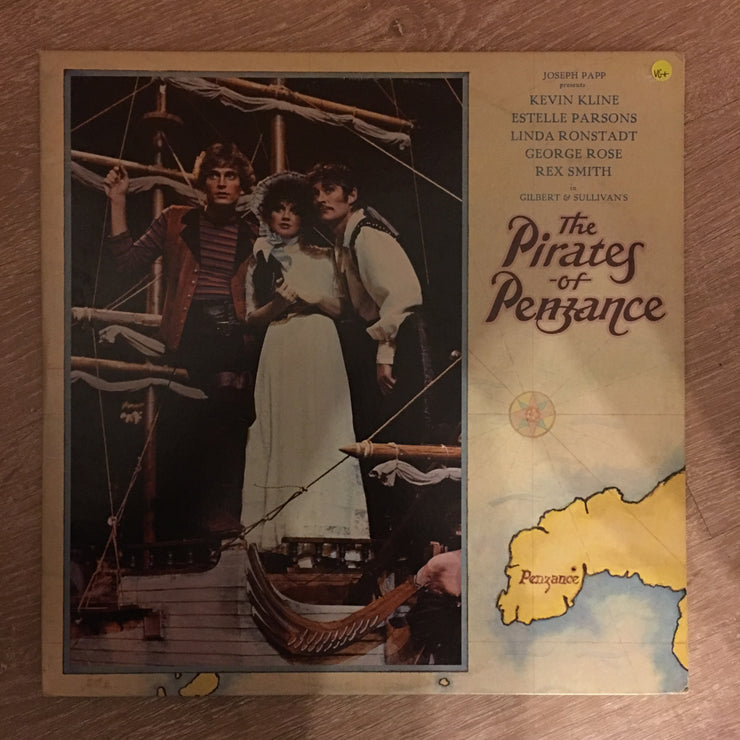 VG+
JOSEPH PAPP
presents
KEVIN KLINE
ESTELLE PARSONS
LINDA RONSTADT
GEORGE ROSE
REX SMITH
in
GILBERT & SULLIVAN'S
The
Pirates
-of
Penzance
Penzance